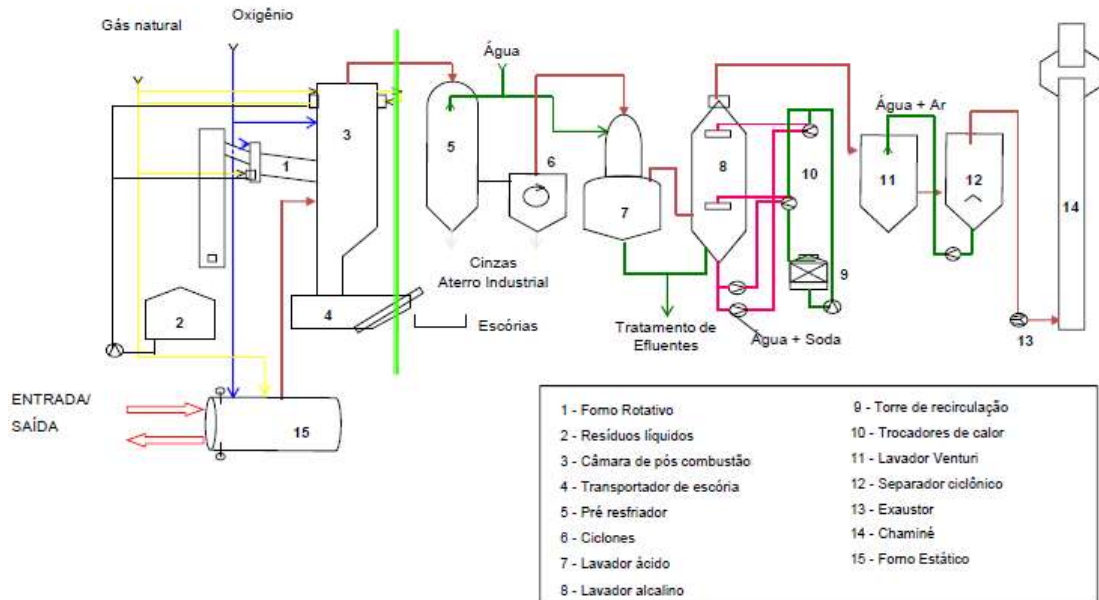 Oxigênio
Gás natural
Água
Água + Ar
1
2
3
4
5
6
7
8
9
10
11
12
13
14
15
Cinzas
Aterro Industrial
Escórias
Tratamento de
Efluentes
Água + Soda
ENTRADA/
SAÍDA
1 - Forno Rotativo
2 - Resíduos líquidos
3 - Câmara de pós combustão
4 - Transportador de escória
5 - Pré resfriador
6 - Ciclones
7 - Lavador ácido
8 - Lavador alcalino
9 - Torre de recirculação
10 - Trocadores de calor
11 - Lavador Venturi
12 - Separador ciclônico
13 - Exaustor
14 - Chaminé
15 - Forno Estático